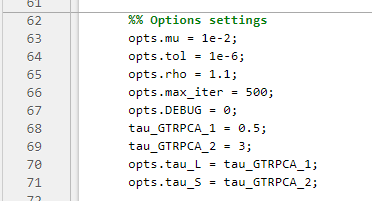 61
62 %% Options settings
63 opts.mu = 1e-2;
64 opts.tol = 1e-6;
65 opts.rho = 1.1;
66 opts.max_iter = 500;
67 opts.DEBUG = 0;
68 tau_GTRPCA_1 = 0.5;
69 tau_GTRPCA_2 = 3;
70 opts.tau_L = tau_GTRPCA_1;
71 opts.tau_S = tau_GTRPCA_2;
72